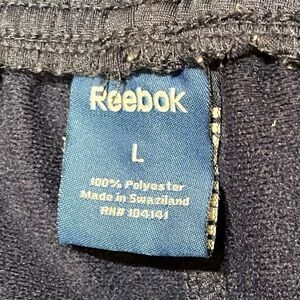 Reebok
L
100% Polyester
Made in Swaziland
RN# 104141